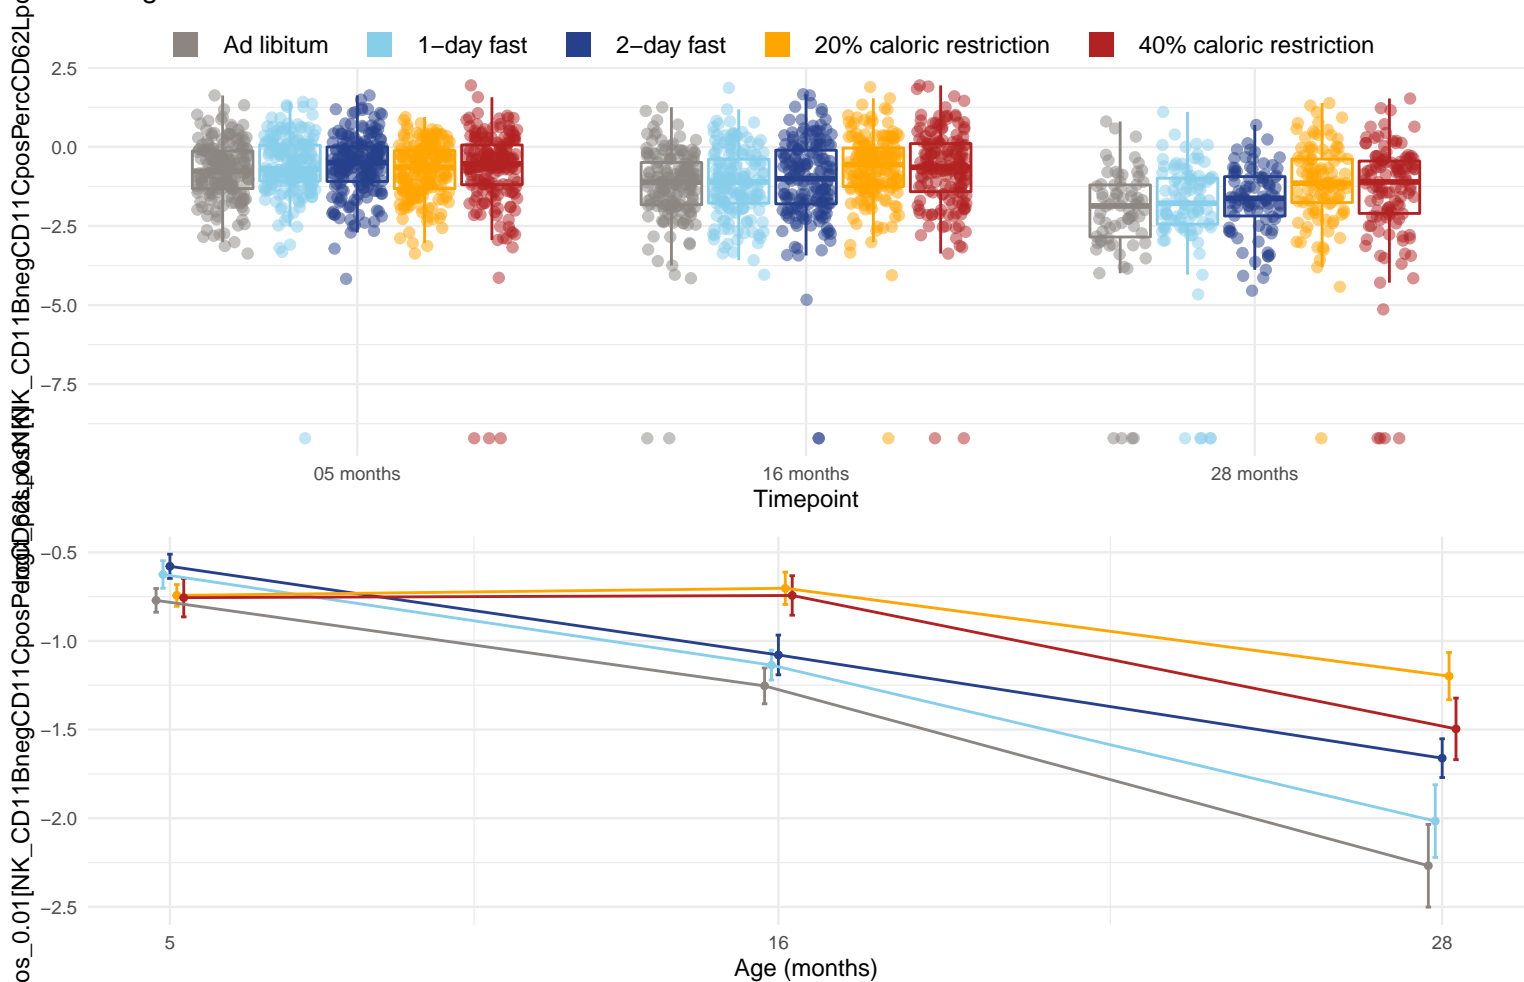 Ad libitum 1−day fast 2−day fast 20% caloric restriction 40% caloric restriction
2.5
0.0
−2.5
−5.0
−7.5
05 months 16 months 28 months
Timepoint
−0.5
−1.0
−1.5
−2.0
−2.5
5 16 28
Age (months)